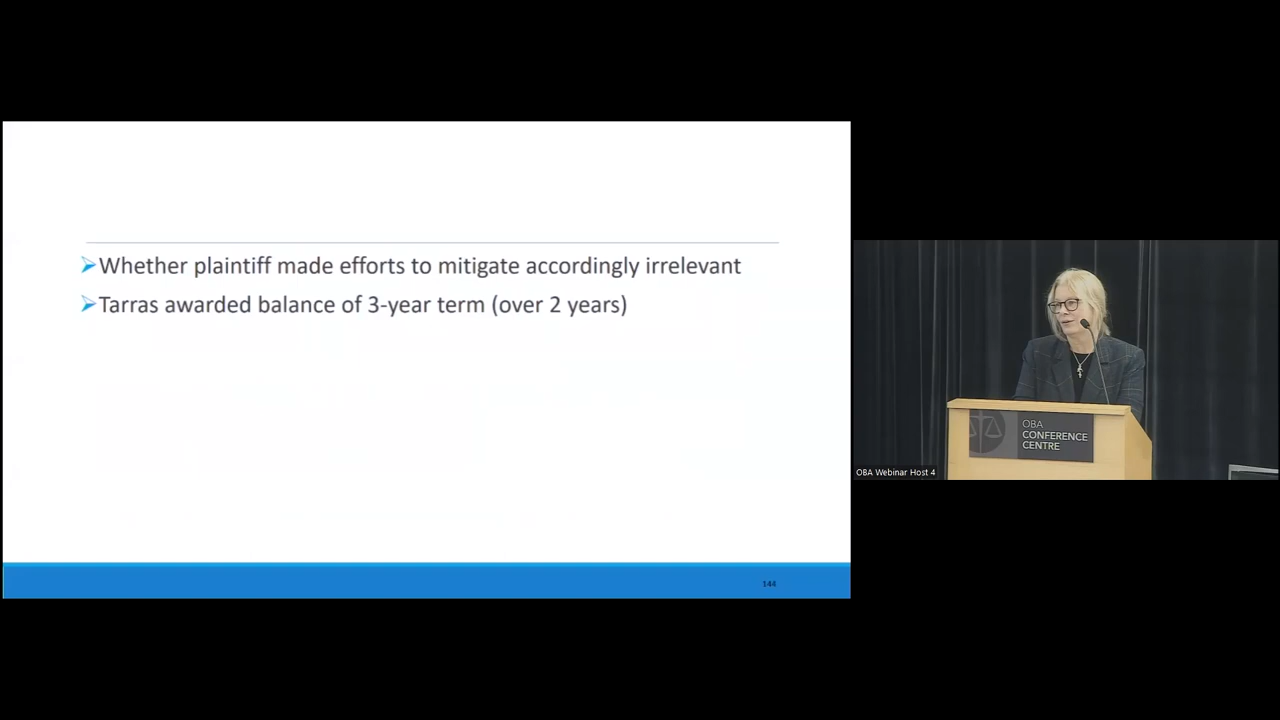 Whether plaintiff made efforts to mitigate accordingly irrelevant
Tarras awarded balance of 3-year term (over 2 years)
144
OBA
CONFERENCE
CENTRE
OBA Webinar Host 4